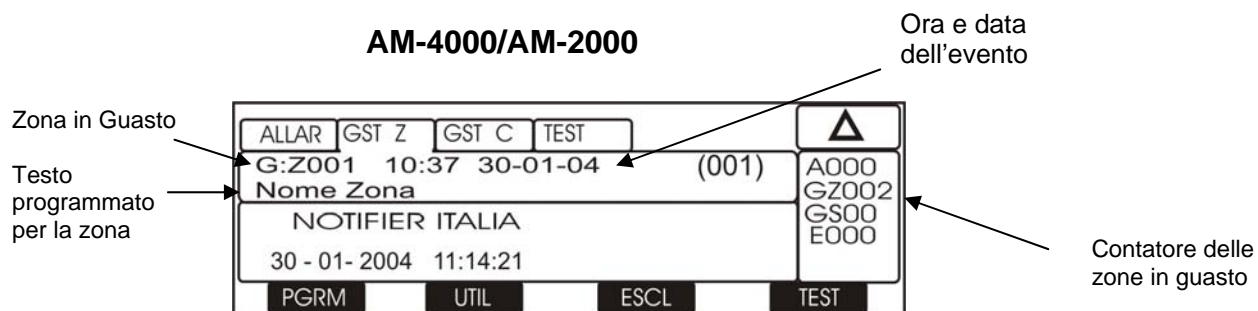 AM-4000/AM-2000
Ora e data
dell'evento
Zona in Guasto
Testo
programmato
per la zona
ALLAR GST Z GST C TEST
G:Z001 10:37 30-01-04 (001)
Nome Zona
NOTIFIER ITALIA
30 - 01- 2004 11:14:21
A000
GZ002
GS00
E000
PGRM UTIL ESCL TEST
Contatore delle
zone in guasto